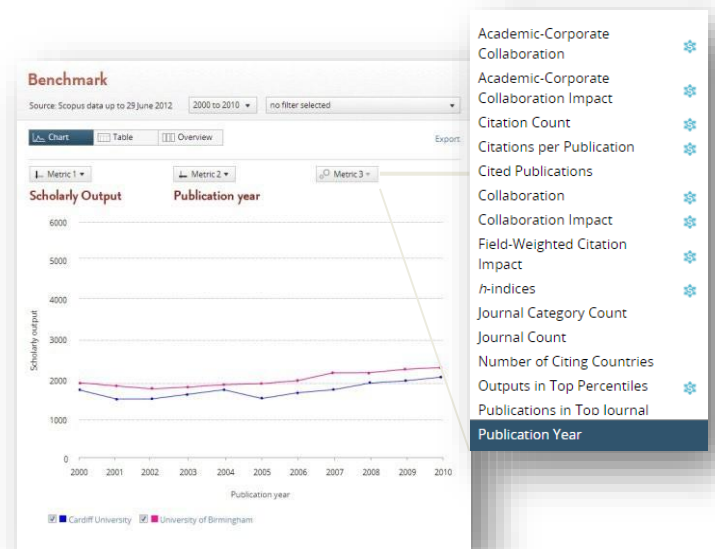 Benchmark
Source: Scopus data up to 29 June 2012
2000 to 2010
no filter selected
Chart
Table
Overview
Export
Metric 1
Metric 2
Metric 3
Scholarly Output
Publication year
6000
5000
4000
3000
2000
1000
0
Scholarly output
2000 2001 2002 2003 2004 2005 2006 2007 2008 2009 2010
Publication year
Cardiff University
University of Birmingham
Academic-Corporate
Collaboration
Academic-Corporate
Collaboration Impact
Citation Count
Citations per Publication
Cited Publications
Collaboration
Collaboration Impact
Field-Weighted Citation
Impact
h-indices
Journal Category Count
Journal Count
Number of Citing Countries
Outputs in Top Percentiles
Publications in Top Journal
Publication Year